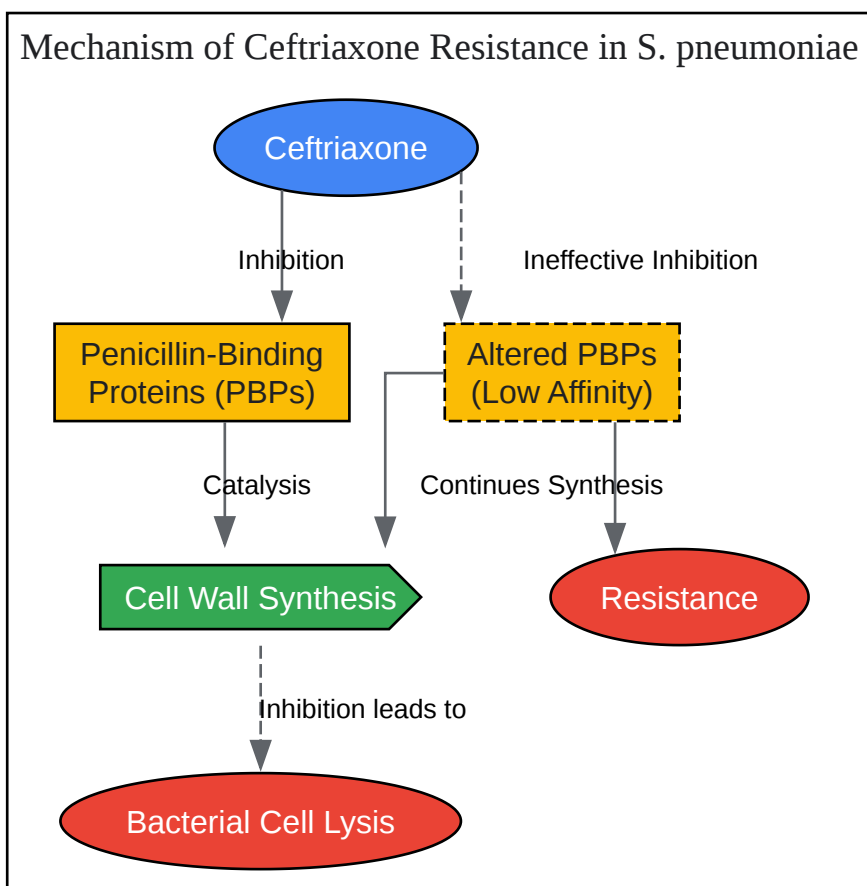 Mechanism of Ceftriaxone Resistance in S. pneumoniae
Ceftriaxone
Inhibition
Ineffective Inhibition
Penicillin-Binding
Proteins (PBPs)
Altered PBPs
(Low Affinity)
Catalysis
Continues Synthesis
Cell Wall Synthesis
Resistance
Inhibition leads to
Bacterial Cell Lysis